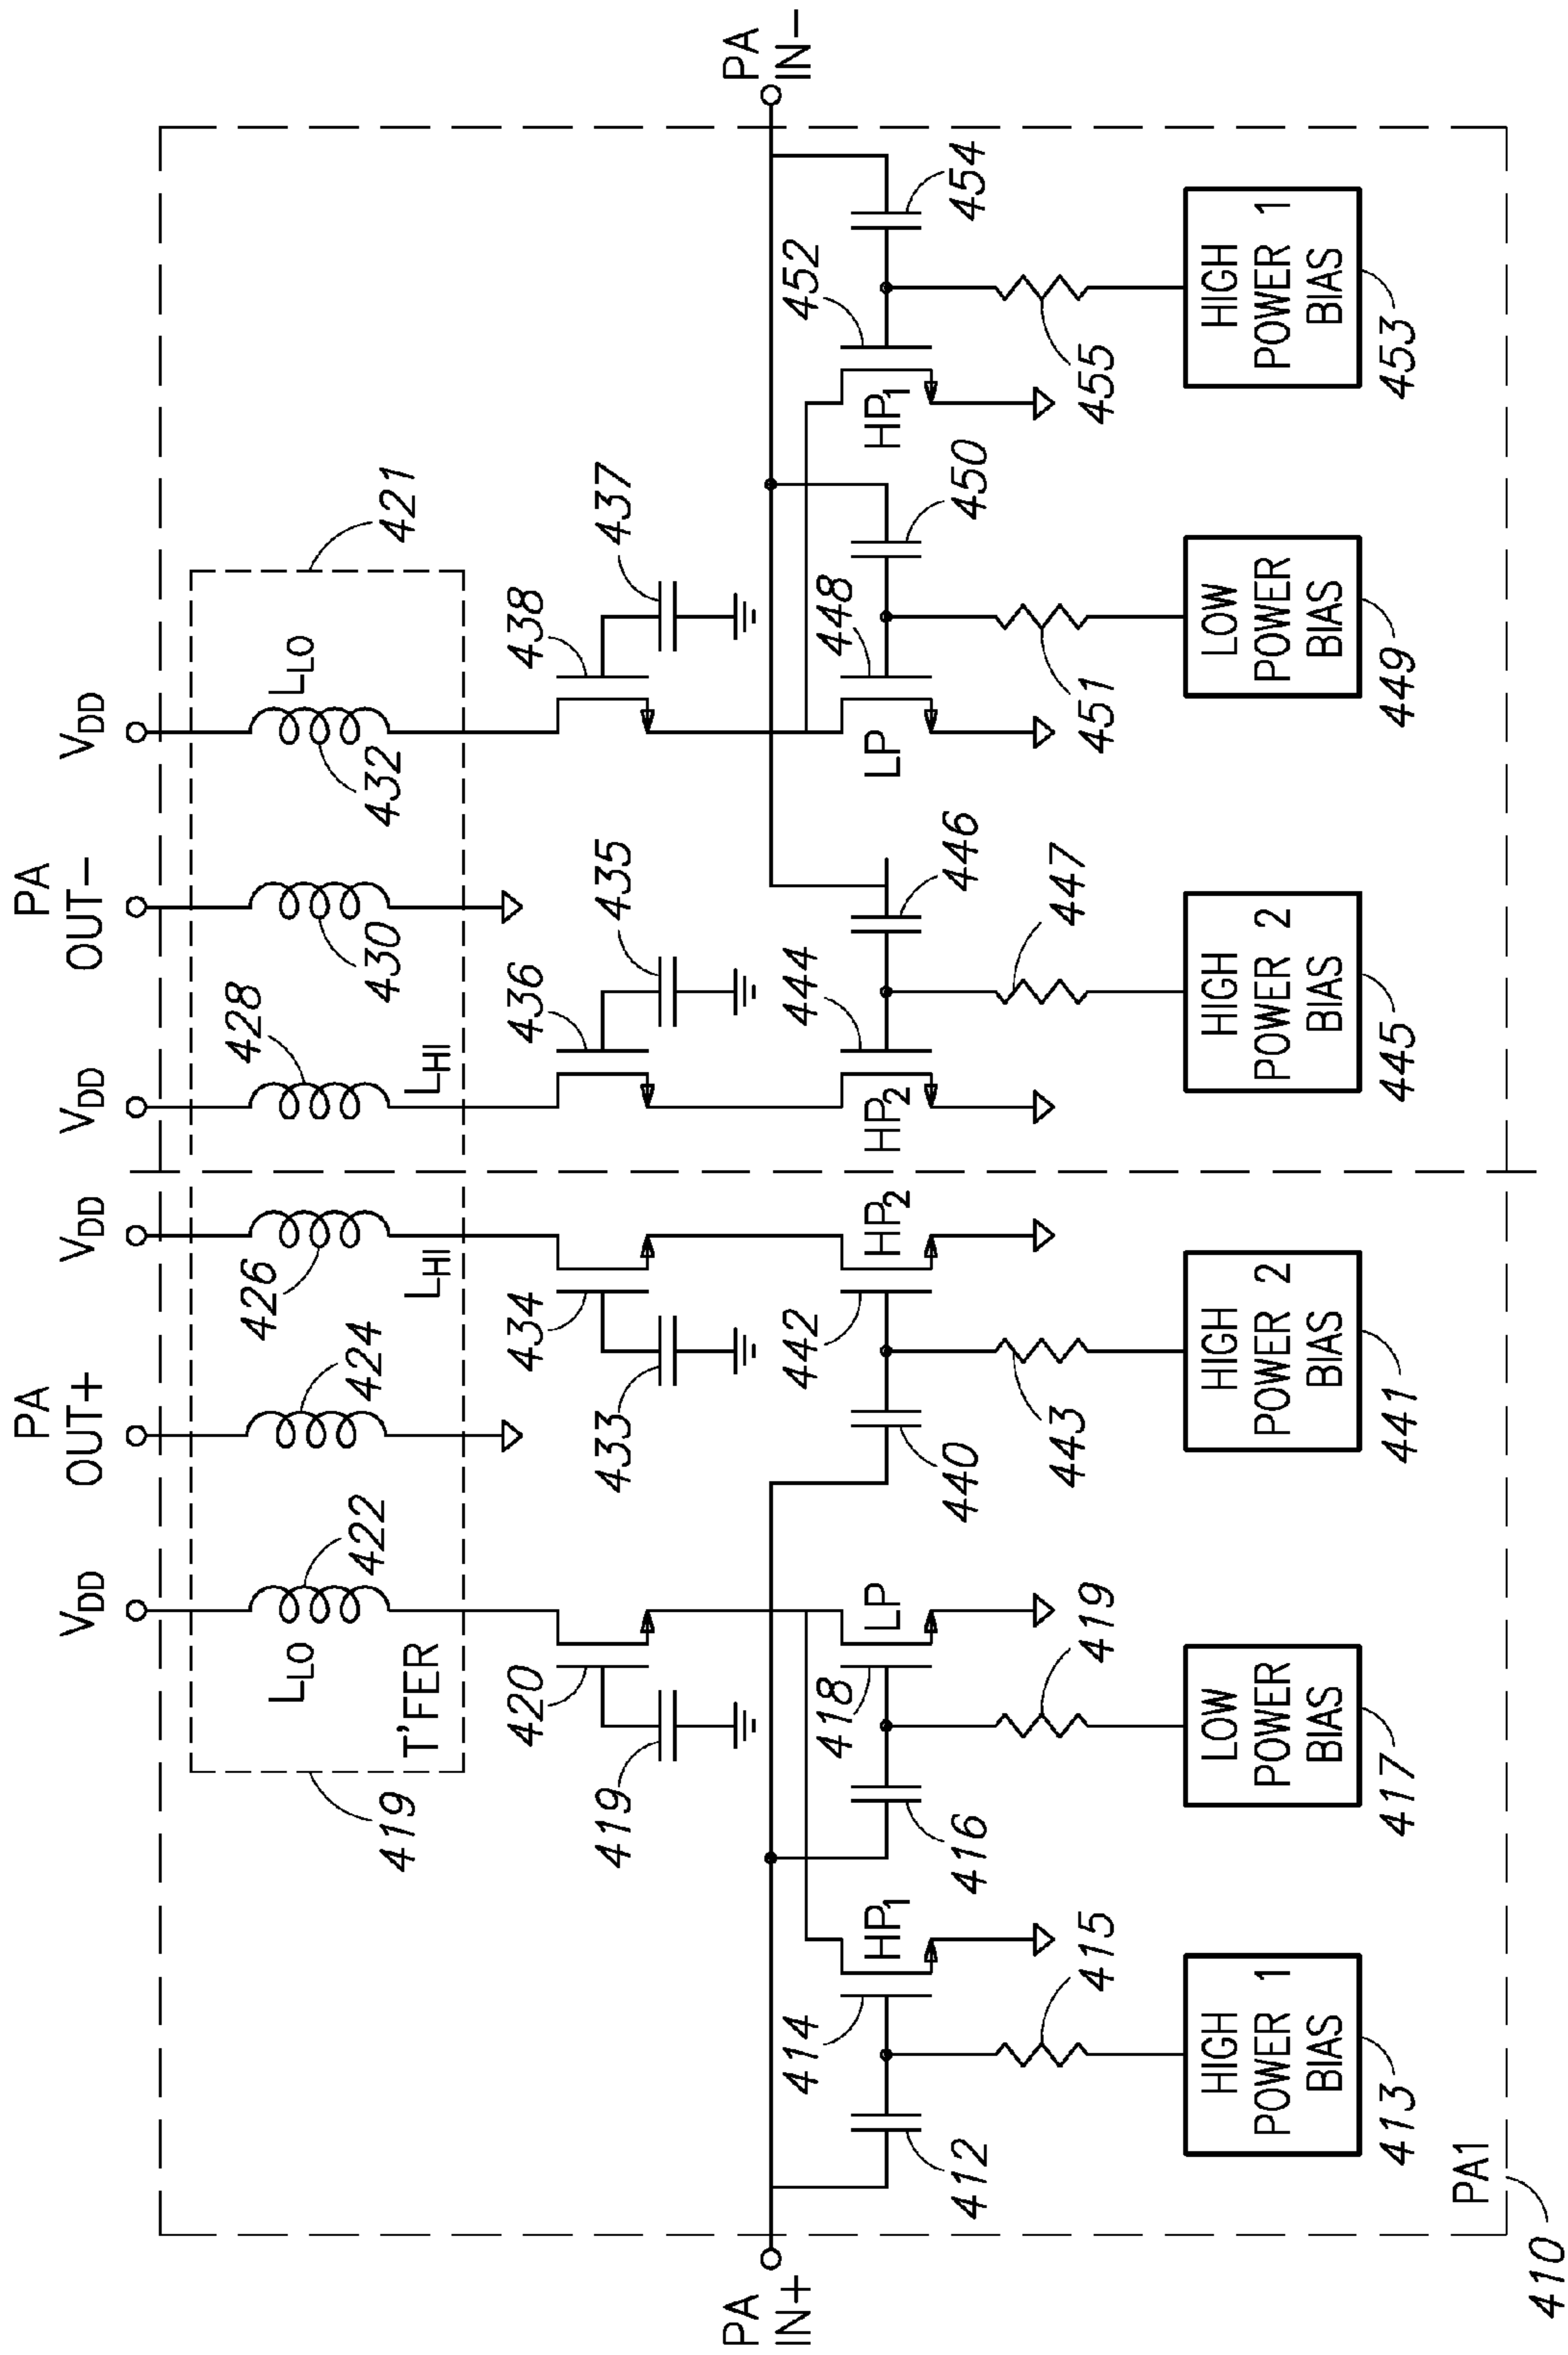 V_DD
PA
OUT+
V_DD
V_DD
PA
OUT−
V_DD
L_LO
422
424
426
428
430
432
L_LO
419
T'FER
L_HI
L_HI
421
420
419
434
433
436
435
438
437
PA
IN+
PA
IN−
414
HP_1
418
LP
442
HP_2
HP_2
444
LP
448
HP_1
452
412
416
440
446
450
454
415
419
443
447
451
455
HIGH
POWER 1
BIAS
LOW
POWER
BIAS
HIGH
POWER 2
BIAS
HIGH
POWER 2
BIAS
LOW
POWER
BIAS
HIGH
POWER 1
BIAS
413
417
441
445
449
453
PA1
410